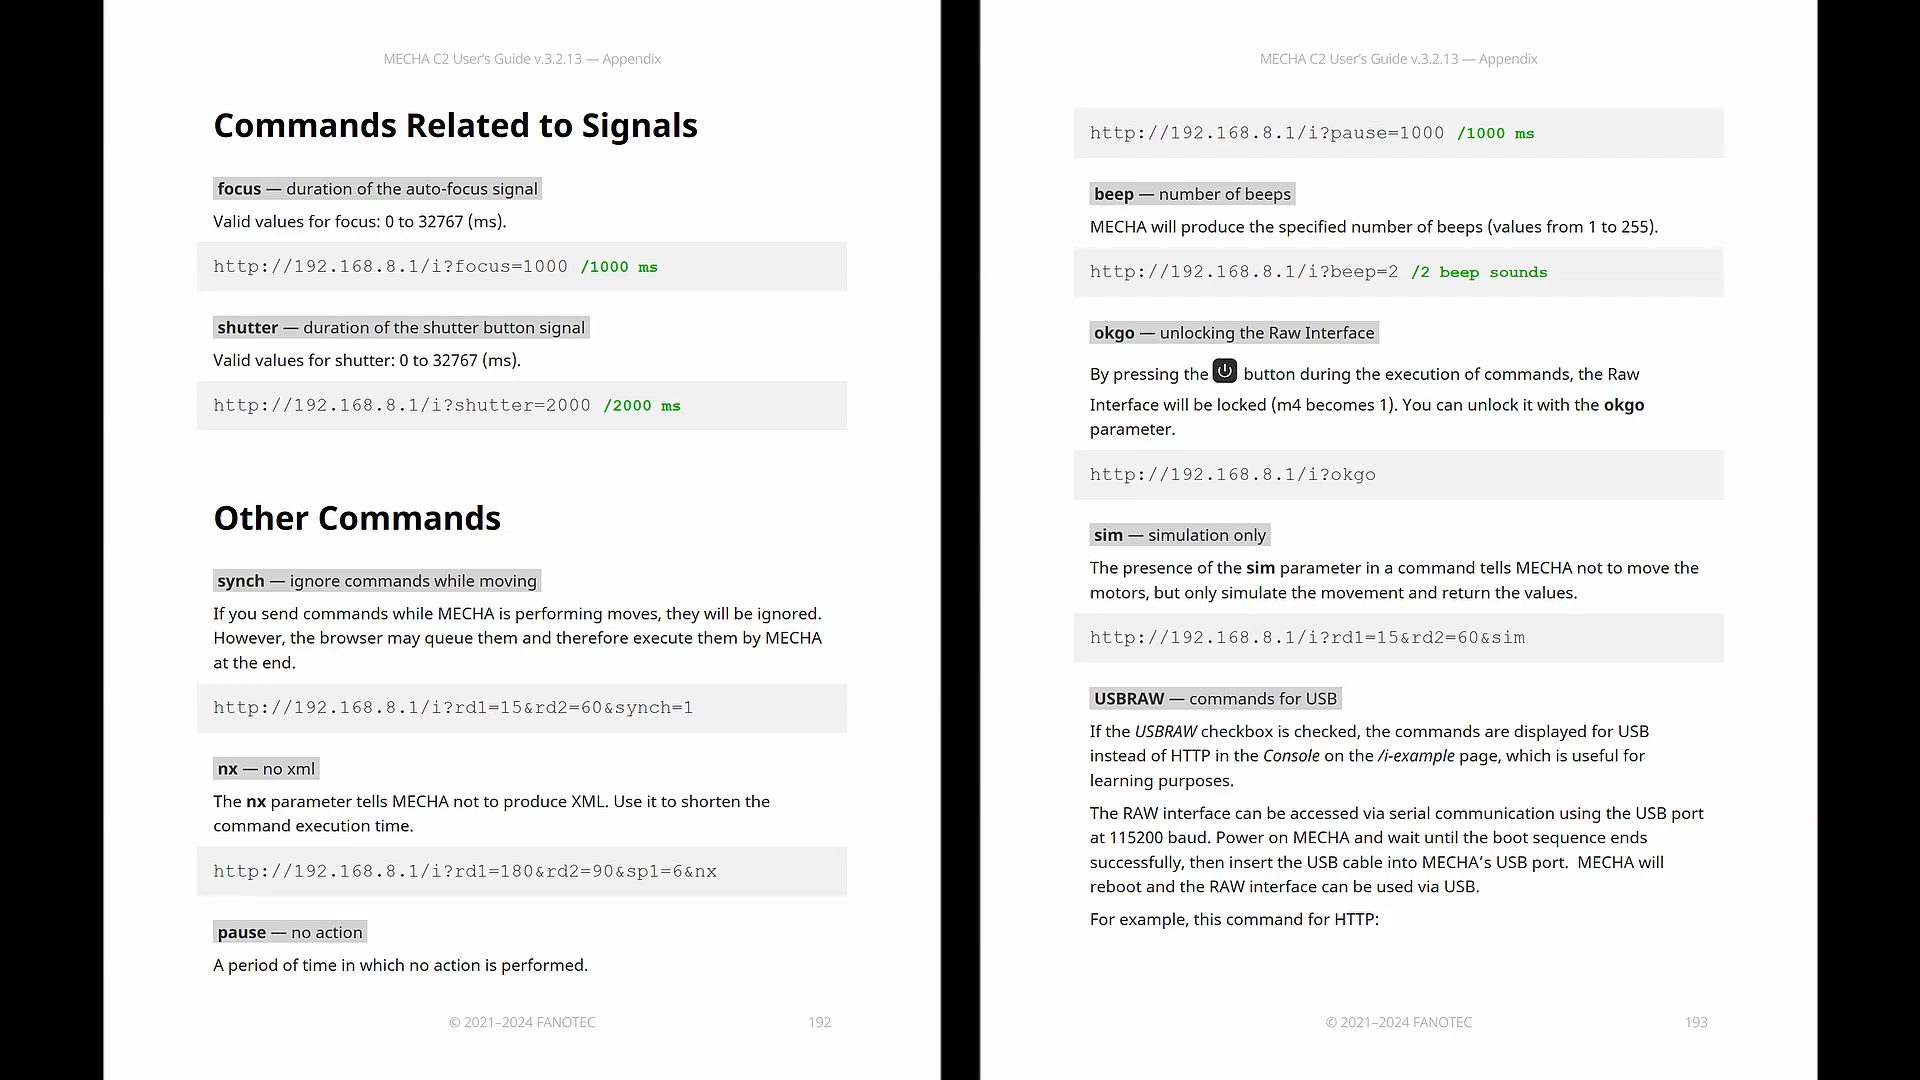 MECHA C2 User's Guide v.3.2.13 — Appendix
Commands Related to Signals
focus — duration of the auto-focus signal
Valid values for focus: 0 to 32767 (ms).
http://192.168.8.1/i?focus=1000 /1000 ms
shutter — duration of the shutter button signal
Valid values for shutter: 0 to 32767 (ms).
http://192.168.8.1/i?shutter=2000 /2000 ms
Other Commands
synch — ignore commands while moving
If you send commands while MECHA is performing moves, they will be ignored.
However, the browser may queue them and therefore execute them by MECHA
at the end.
http://192.168.8.1/i?rd1=15&rd2=60&synch=1
nx — no xml
The nx parameter tells MECHA not to produce XML. Use it to shorten the
command execution time.
http://192.168.8.1/i?rd1=180&rd2=90&sp1=6&nx
pause — no action
A period of time in which no action is performed.
© 2021–2024 FANOTEC 192
MECHA C2 User's Guide v.3.2.13 — Appendix
http://192.168.8.1/i?pause=1000 /1000 ms
beep — number of beeps
MECHA will produce the specified number of beeps (values from 1 to 255).
http://192.168.8.1/i?beep=2 /2 beep sounds
okgo — unlocking the Raw Interface
By pressing the button during the execution of commands, the Raw
Interface will be locked (m4 becomes 1). You can unlock it with the okgo
parameter.
http://192.168.8.1/i?okgo
sim — simulation only
The presence of the sim parameter in a command tells MECHA not to move the
motors, but only simulate the movement and return the values.
http://192.168.8.1/i?rd1=15&rd2=60&sim
USBRAW — commands for USB
If the USBRAW checkbox is checked, the commands are displayed for USB
instead of HTTP in the Console on the /i-example page, which is useful for
learning purposes.
The RAW interface can be accessed via serial communication using the USB port
at 115200 baud. Power on MECHA and wait until the boot sequence ends
successfully, then insert the USB cable into MECHA's USB port.  MECHA will
reboot and the RAW interface can be used via USB.
For example, this command for HTTP:
© 2021–2024 FANOTEC 193